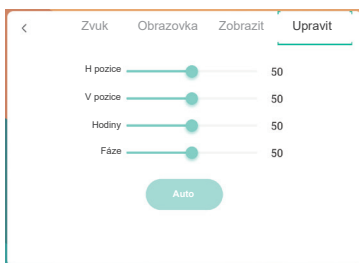 Zvuk Obrazovka Zobrazit Upravit
H pozice 50
V pozice 50
Hodiny 50
Fáze 50
Auto